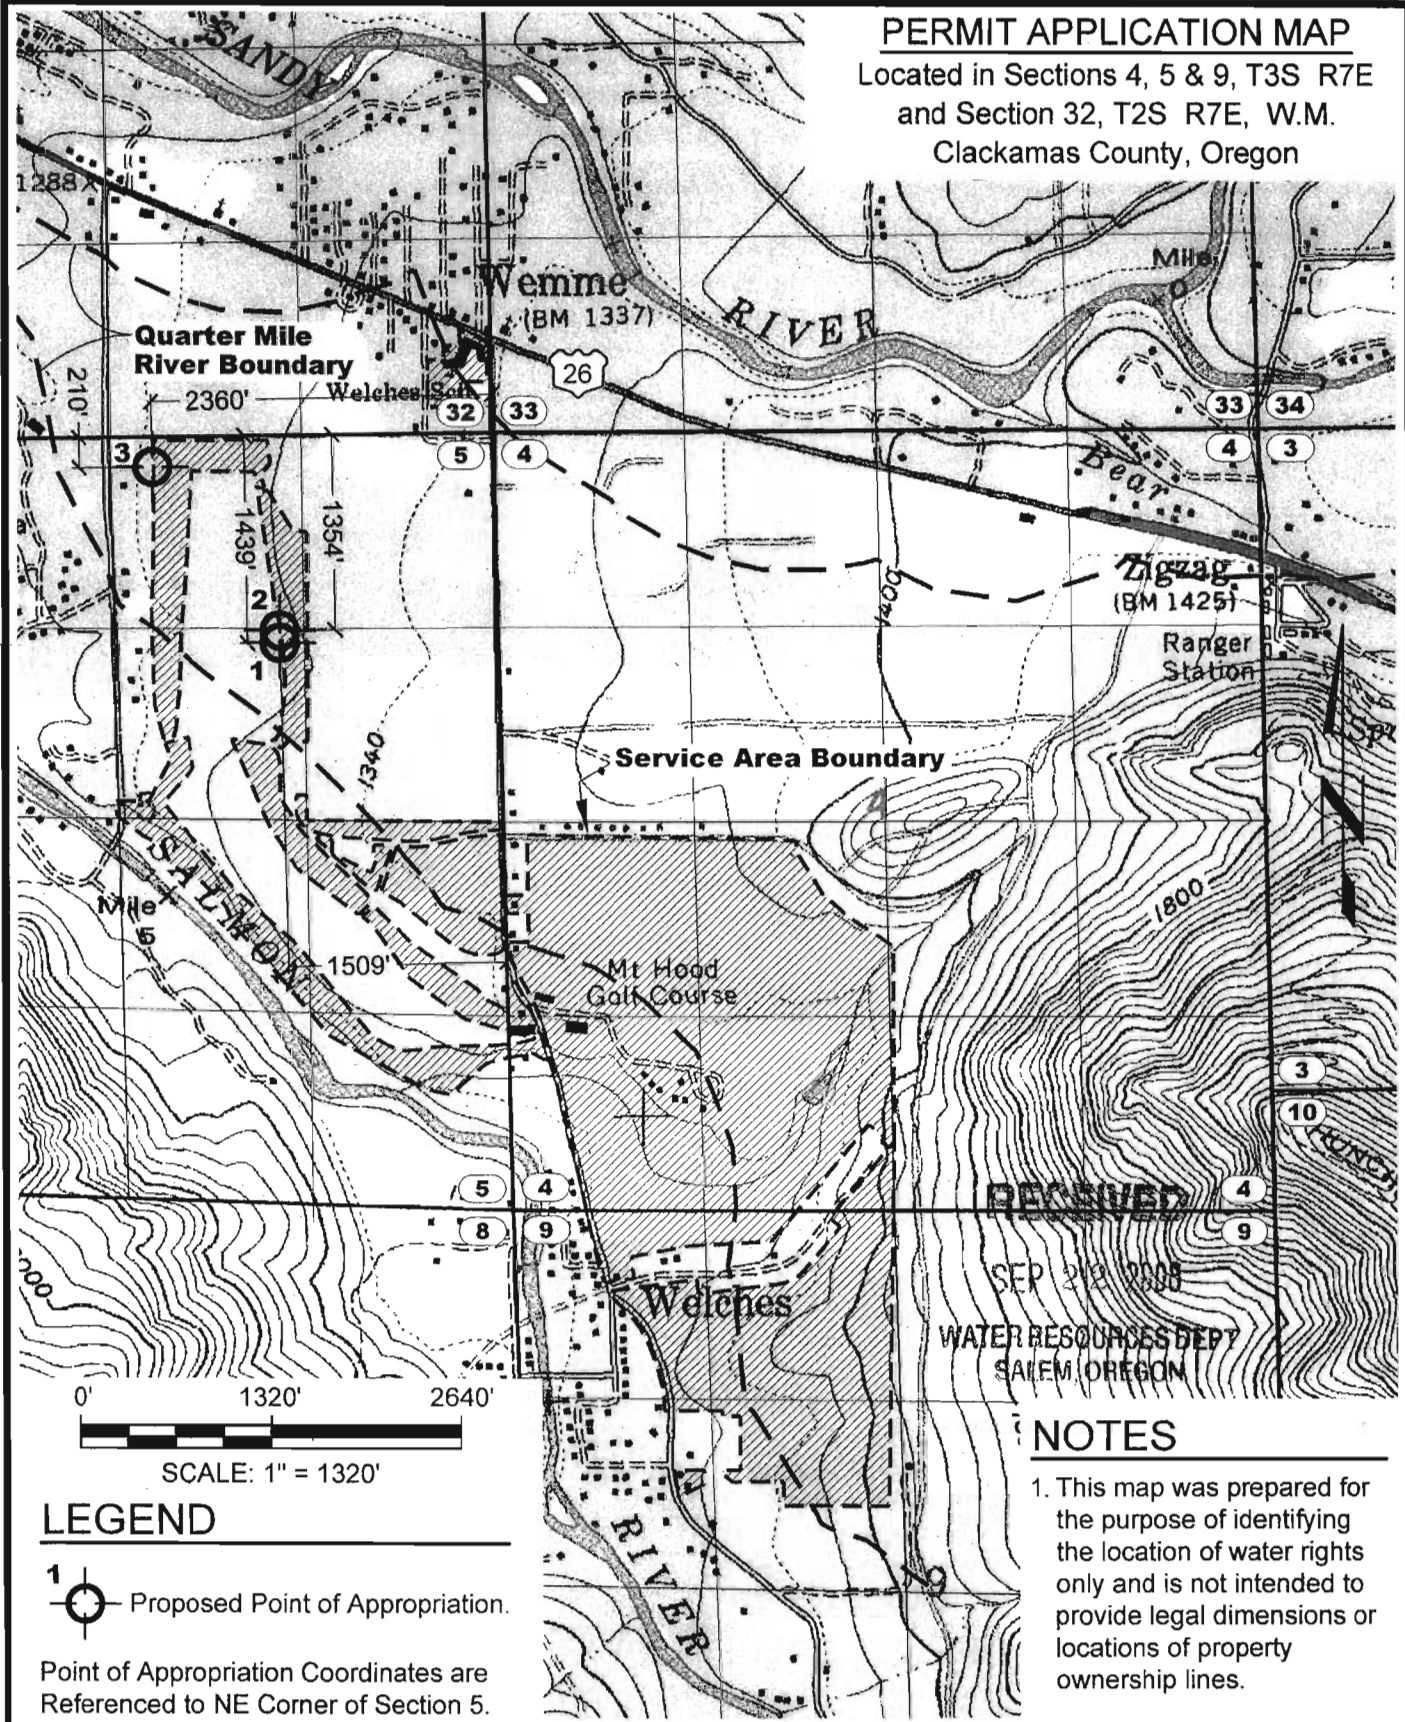 PERMIT APPLICATION MAP
Located in Sections 4, 5 & 9, T3S R7E
and Section 32, T2S R7E, W.M.
Clackamas County, Oregon
SANDY
1288
Wemme
(BM 1337)
RIVER
Mile
0
26
Quarter Mile
River Boundary
Welches Sch
210'
2360'
32
33
33
34
3
5
4
4
3
Bear
1439'
1354'
2
1
1400
Zigzag
(BM 1425)
Ranger
Station
1340
Service Area Boundary
4
SALMON
Mile
5
1800
1509'
Mt Hood
Golf Course
3
10
5
4
4
8
9
9
RECEIVED
SEP 22 2008
WATER RESOURCES DEPT
SALEM, OREGON
Welches
0'
1320'
2640'
SCALE: 1" = 1320'
RIVER
9
LEGEND
1
Proposed Point of Appropriation.
Point of Appropriation Coordinates are
Referenced to NE Corner of Section 5.
NOTES
1. This map was prepared for
the purpose of identifying
the location of water rights
only and is not intended to
provide legal dimensions or
locations of property
ownership lines.